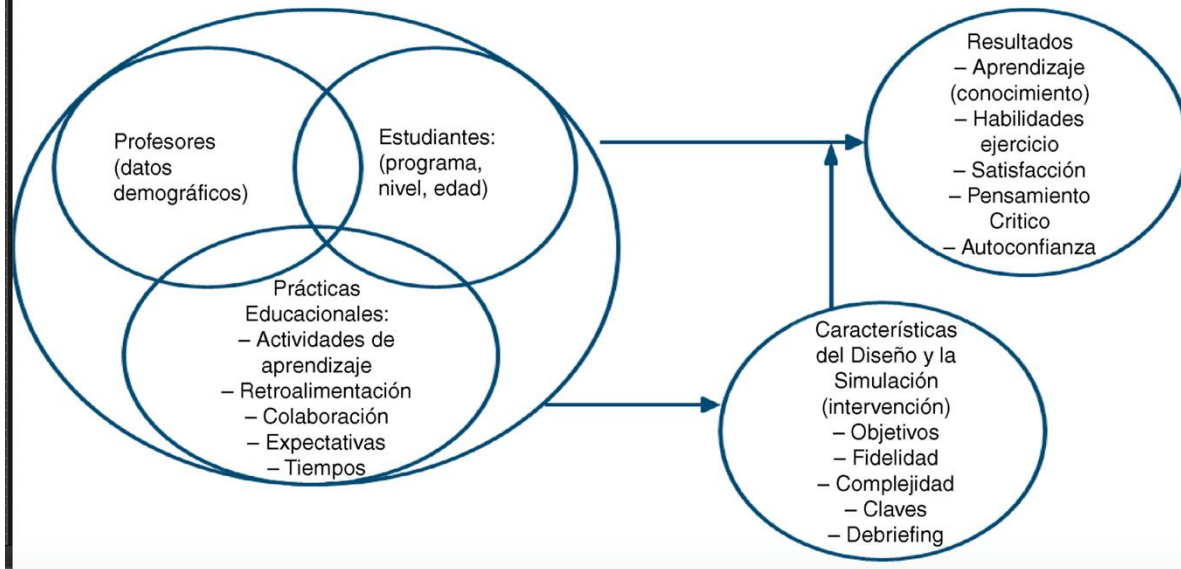 Profesores
(datos
demográficos)
Estudiantes:
(programa,
nivel, edad)
Prácticas
Educacionales:
– Actividades de
aprendizaje
– Retroalimentación
– Colaboración
– Expectativas
– Tiempos
Resultados
– Aprendizaje
(conocimiento)
– Habilidades
ejercicio
– Satisfacción
– Pensamiento
Critico
– Autoconfianza
Características
del Diseño y la
Simulación
(intervención)
– Objetivos
– Fidelidad
– Complejidad
– Claves
– Debriefing